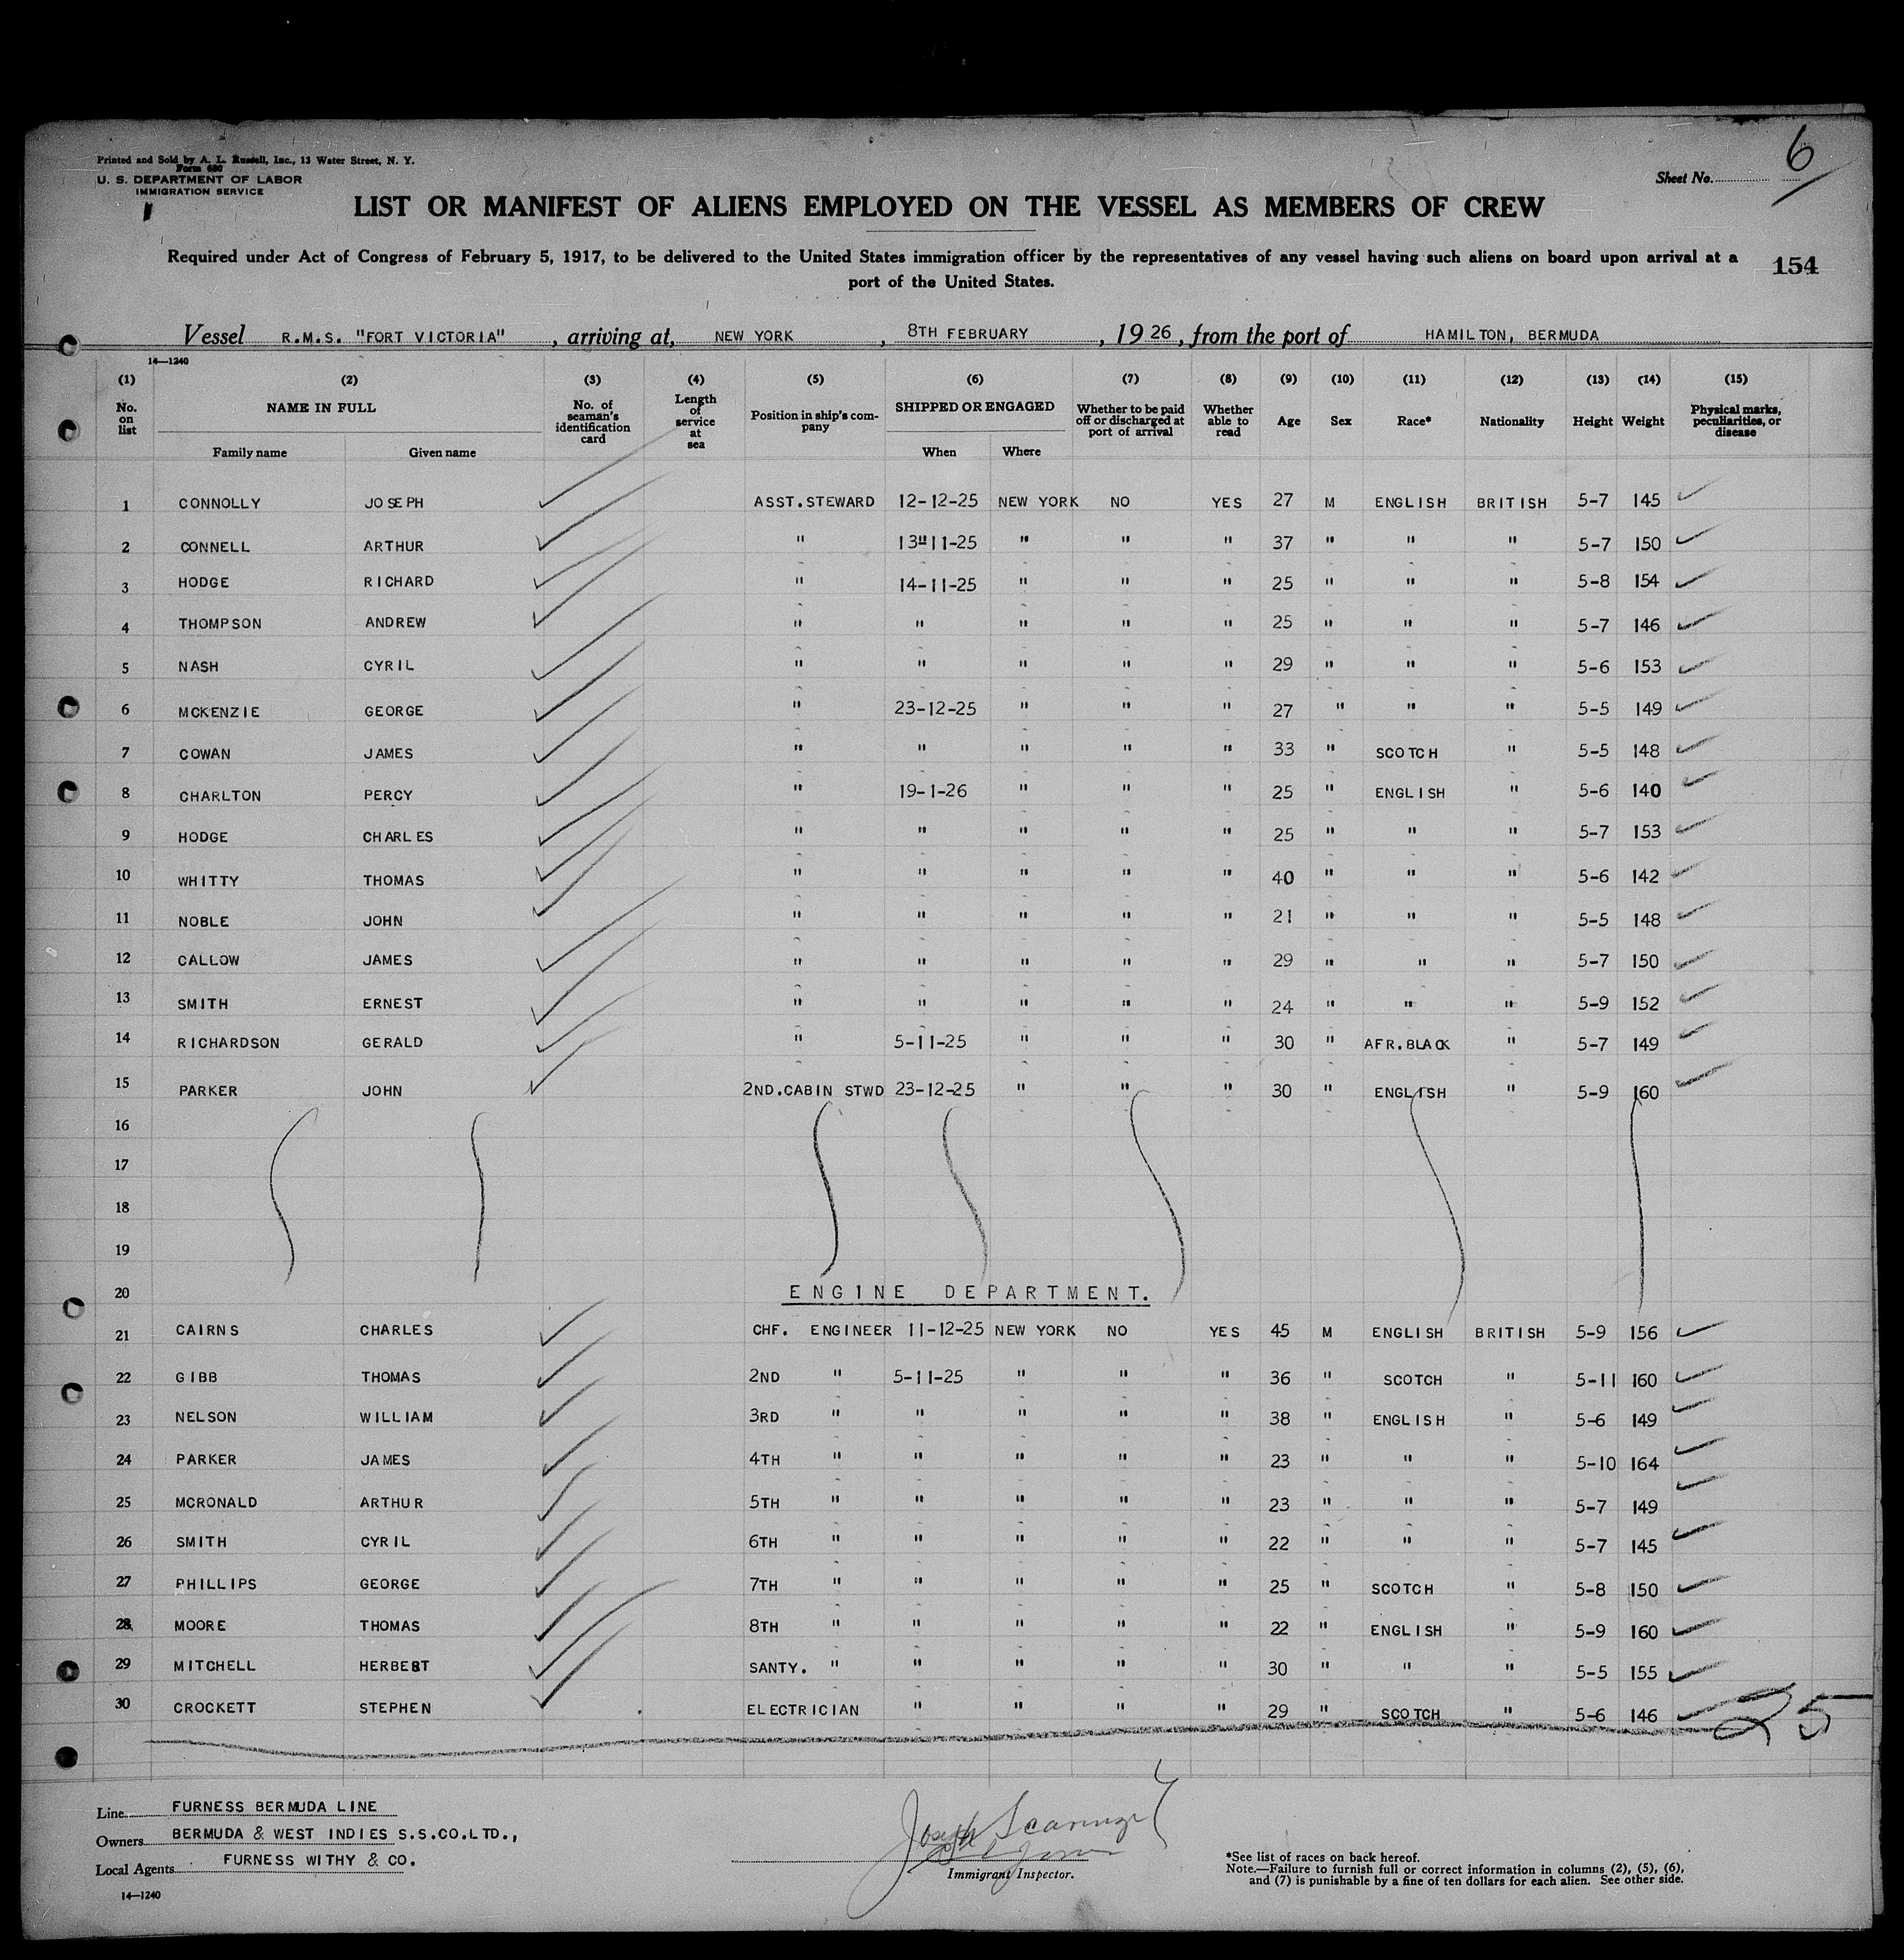 Printed and Sold by A. L. Russell, Inc., 13 Water Street, N. Y.
Form 680
U. S. DEPARTMENT OF LABOR
IMMIGRATION SERVICE
Sheet No. 6
LIST OR MANIFEST OF ALIENS EMPLOYED ON THE VESSEL AS MEMBERS OF CREW
Required under Act of Congress of February 5, 1917, to be delivered to the United States immigration officer by the representatives of any vessel having such aliens on board upon arrival at a
port of the United States.
154
Vessel R.M.S. "FORT VICTORIA", arriving at, NEW YORK, 8TH FEBRUARY, 1926, from the port of HAMILTON, BERMUDA
14—1240
(1) (2) (3) (4) (5) (6) (7) (8) (9) (10) (11) (12) (13) (14) (15)
No. on list NAME IN FULL No. of seaman's identification card Length of service at sea Position in ship's company SHIPPED OR ENGAGED Whether to be paid off or discharged at port of arrival Whether able to read Age Sex Race* Nationality Height Weight Physical marks, peculiarities, or disease
Family name Given name When Where
1 CONNOLLY JOSEPH ASST.STEWARD 12-12-25 NEW YORK NO YES 27 M ENGLISH BRITISH 5-7 145
2 CONNELL ARTHUR " 13"11-25 " " " 37 " " " 5-7 150
3 HODGE RICHARD " 14-11-25 " " " 25 " " " 5-8 154
4 THOMPSON ANDREW " " " " " 25 " " " 5-7 146
5 NASH CYRIL " " " " " 29 " " " 5-6 153
6 MCKENZIE GEORGE " 23-12-25 " " " 27 " " " 5-5 149
7 COWAN JAMES " " " " " 33 " SCOTCH " 5-5 148
8 CHARLTON PERCY " 19-1-26 " " " 25 " ENGLISH " 5-6 140
9 HODGE CHARLES " " " " " 25 " " " 5-7 153
10 WHITTY THOMAS " " " " " 40 " " " 5-6 142
11 NOBLE JOHN " " " " " 21 " " " 5-5 148
12 CALLOW JAMES " " " " " 29 " " " 5-7 150
13 SMITH ERNEST " " " " " 24 " " " 5-9 152
14 RICHARDSON GERALD " 5-11-25 " " " 30 " AFR.BLACK " 5-7 149
15 PARKER JOHN 2ND.CABIN STWD 23-12-25 " " " 30 " ENGLISH " 5-9 160
16
17
18
19
20 ENGINE DEPARTMENT.
21 CAIRNS CHARLES CHF. ENGINEER 11-12-25 NEW YORK NO YES 45 M ENGLISH BRITISH 5-9 156
22 GIBB THOMAS 2ND " 5-11-25 " " " 36 " SCOTCH " 5-11 160
23 NELSON WILLIAM 3RD " " " " " 38 " ENGLISH " 5-6 149
24 PARKER JAMES 4TH " " " " " 23 " " " 5-10 164
25 MCRONALD ARTHUR 5TH " " " " " 23 " " " 5-7 149
26 SMITH CYRIL 6TH " " " " " 22 " " " 5-7 145
27 PHILLIPS GEORGE 7TH " " " " " 25 " SCOTCH " 5-8 150
28 MOORE THOMAS 8TH " " " " " 22 " ENGLISH " 5-9 160
29 MITCHELL HERBERT SANTY. " " " " " 30 " " " 5-5 155
30 CROCKETT STEPHEN ELECTRICIAN " " " " 29 " SCOTCH " 5-6 146
25
Line FURNESS BERMUDA LINE
Owners BERMUDA & WEST INDIES S.S.CO.LTD.,
Local Agents FURNESS WITHY & CO.
14—1240
Joseph
Immigrant Inspector.
*See list of races on back hereof.
Note.—Failure to furnish full or correct information in columns (2), (5), (6),
and (7) is punishable by a fine of ten dollars for each alien. See other side.